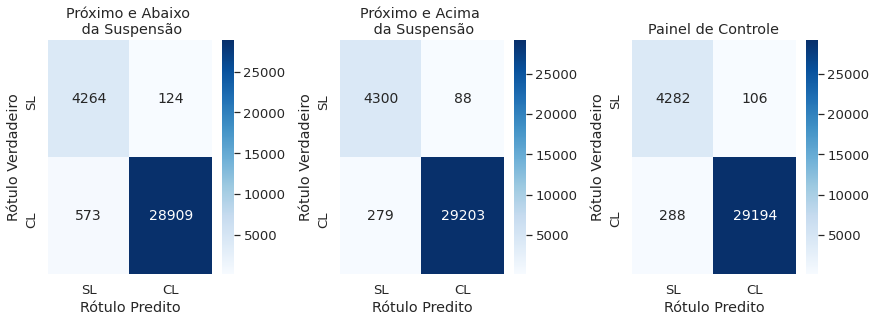 Próximo e Abaixo
da Suspensão
Rótulo Verdadeiro
SL
CL
4264
124
573
28909
SL
CL
Rótulo Predito
25000
20000
15000
10000
5000
Próximo e Acima
da Suspensão
Rótulo Verdadeiro
SL
CL
4300
88
279
29203
SL
CL
Rótulo Predito
25000
20000
15000
10000
5000
Painel de Controle
Rótulo Verdadeiro
SL
CL
4282
106
288
29194
SL
CL
Rótulo Predito
25000
20000
15000
10000
5000